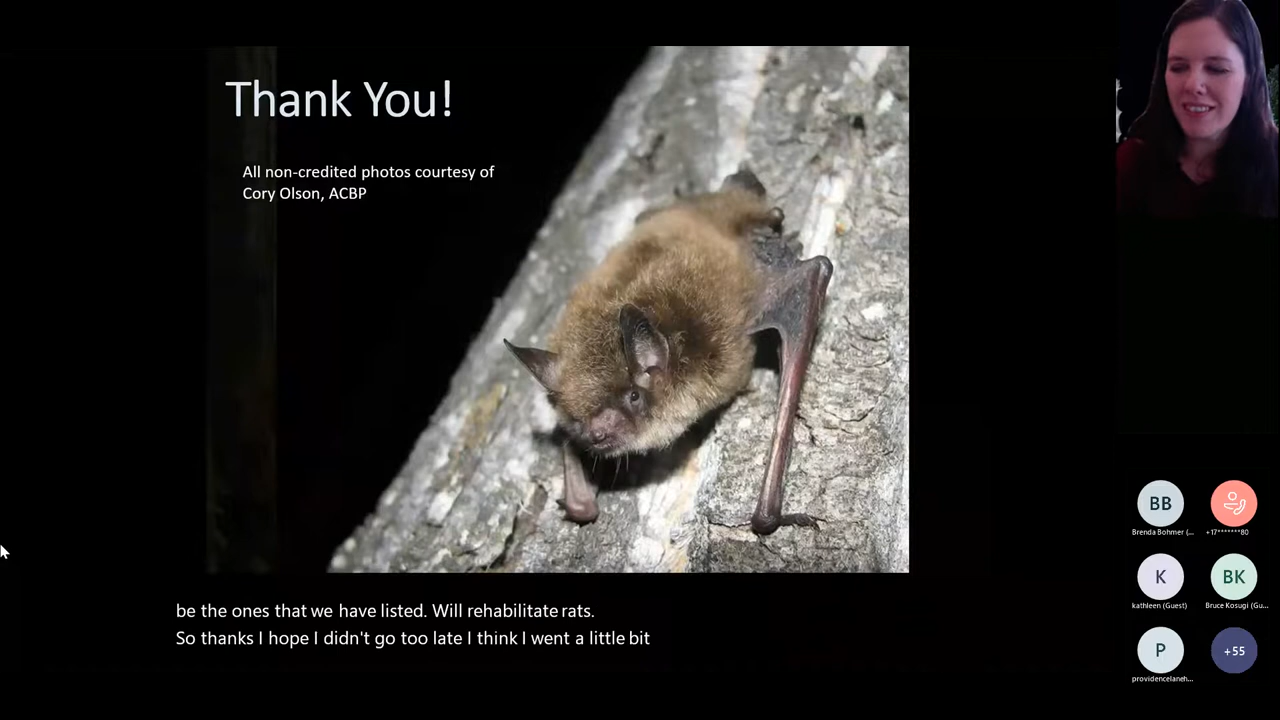 Thank You!
All non-credited photos courtesy of
Cory Olson, ACBP
be the ones that we have listed. Will rehabilitate rats.
So thanks I hope I didn't go too late I think I went a little bit
BB
Brenda Bohmer (...
+17*******80
K
kathleen (Guest)
BK
Bruce Kosugi (Gu...
P
providencelaneh...
+55